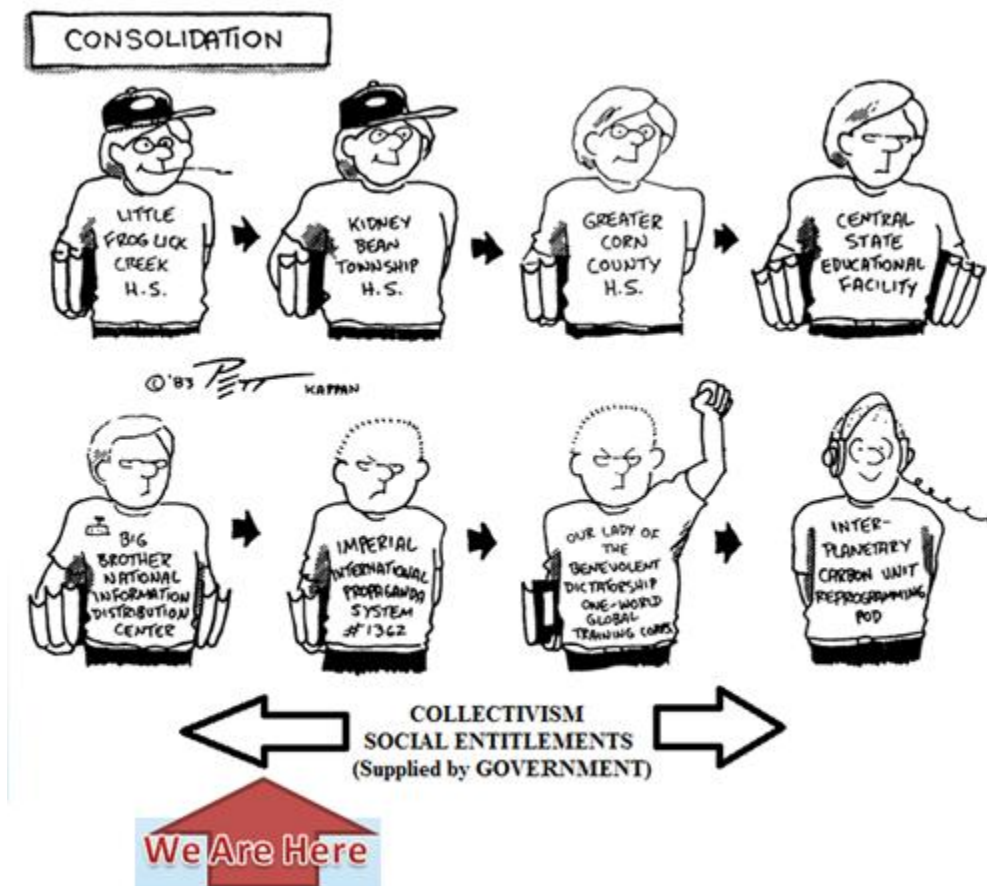 CONSOLIDATION
LITTLE
FROG LICK
CREEK
H.S.
KIDNEY
BEAN
TOWNSHIP
H.S.
GREATER
CORN
COUNTY
H.S.
CENTRAL
STATE
EDUCATIONAL
FACILITY
© '83
KAPPAN
BIG
BROTHER
NATIONAL
INFORMATION
DISTRIBUTION
CENTER
IMPERIAL
INTERNATIONAL
PROPAGANDA
SYSTEM
#1362
OUR LADY OF
THE
BENEVOLENT
DICTATORSHIP
ONE-WORLD
GLOBAL
TRAINING CORPS
INTER-
PLANETARY
CARBON UNIT
REPROGRAMMING
POD
COLLECTIVISM
SOCIAL ENTITLEMENTS
(Supplied by GOVERNMENT)
We Are Here